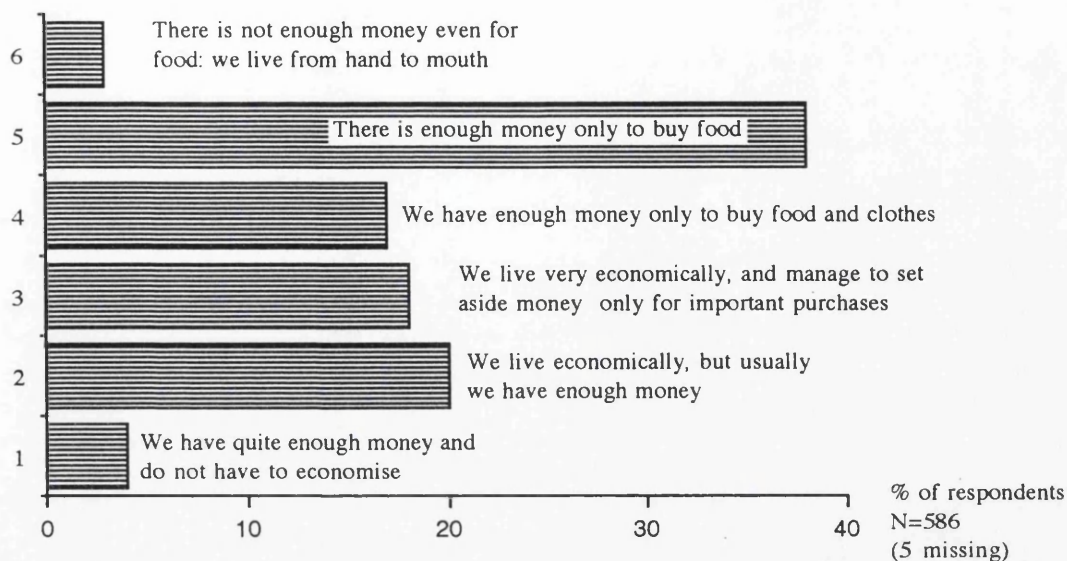 6
There is not enough money even for
food: we live from hand to mouth
5
There is enough money only to buy food
4
We have enough money only to buy food and clothes
3
We live very economically, and manage to set
aside money only for important purchases
2
We live economically, but usually
we have enough money
1
We have quite enough money and
do not have to economise
0 10 20 30 40
% of respondents
N=586
(5 missing)